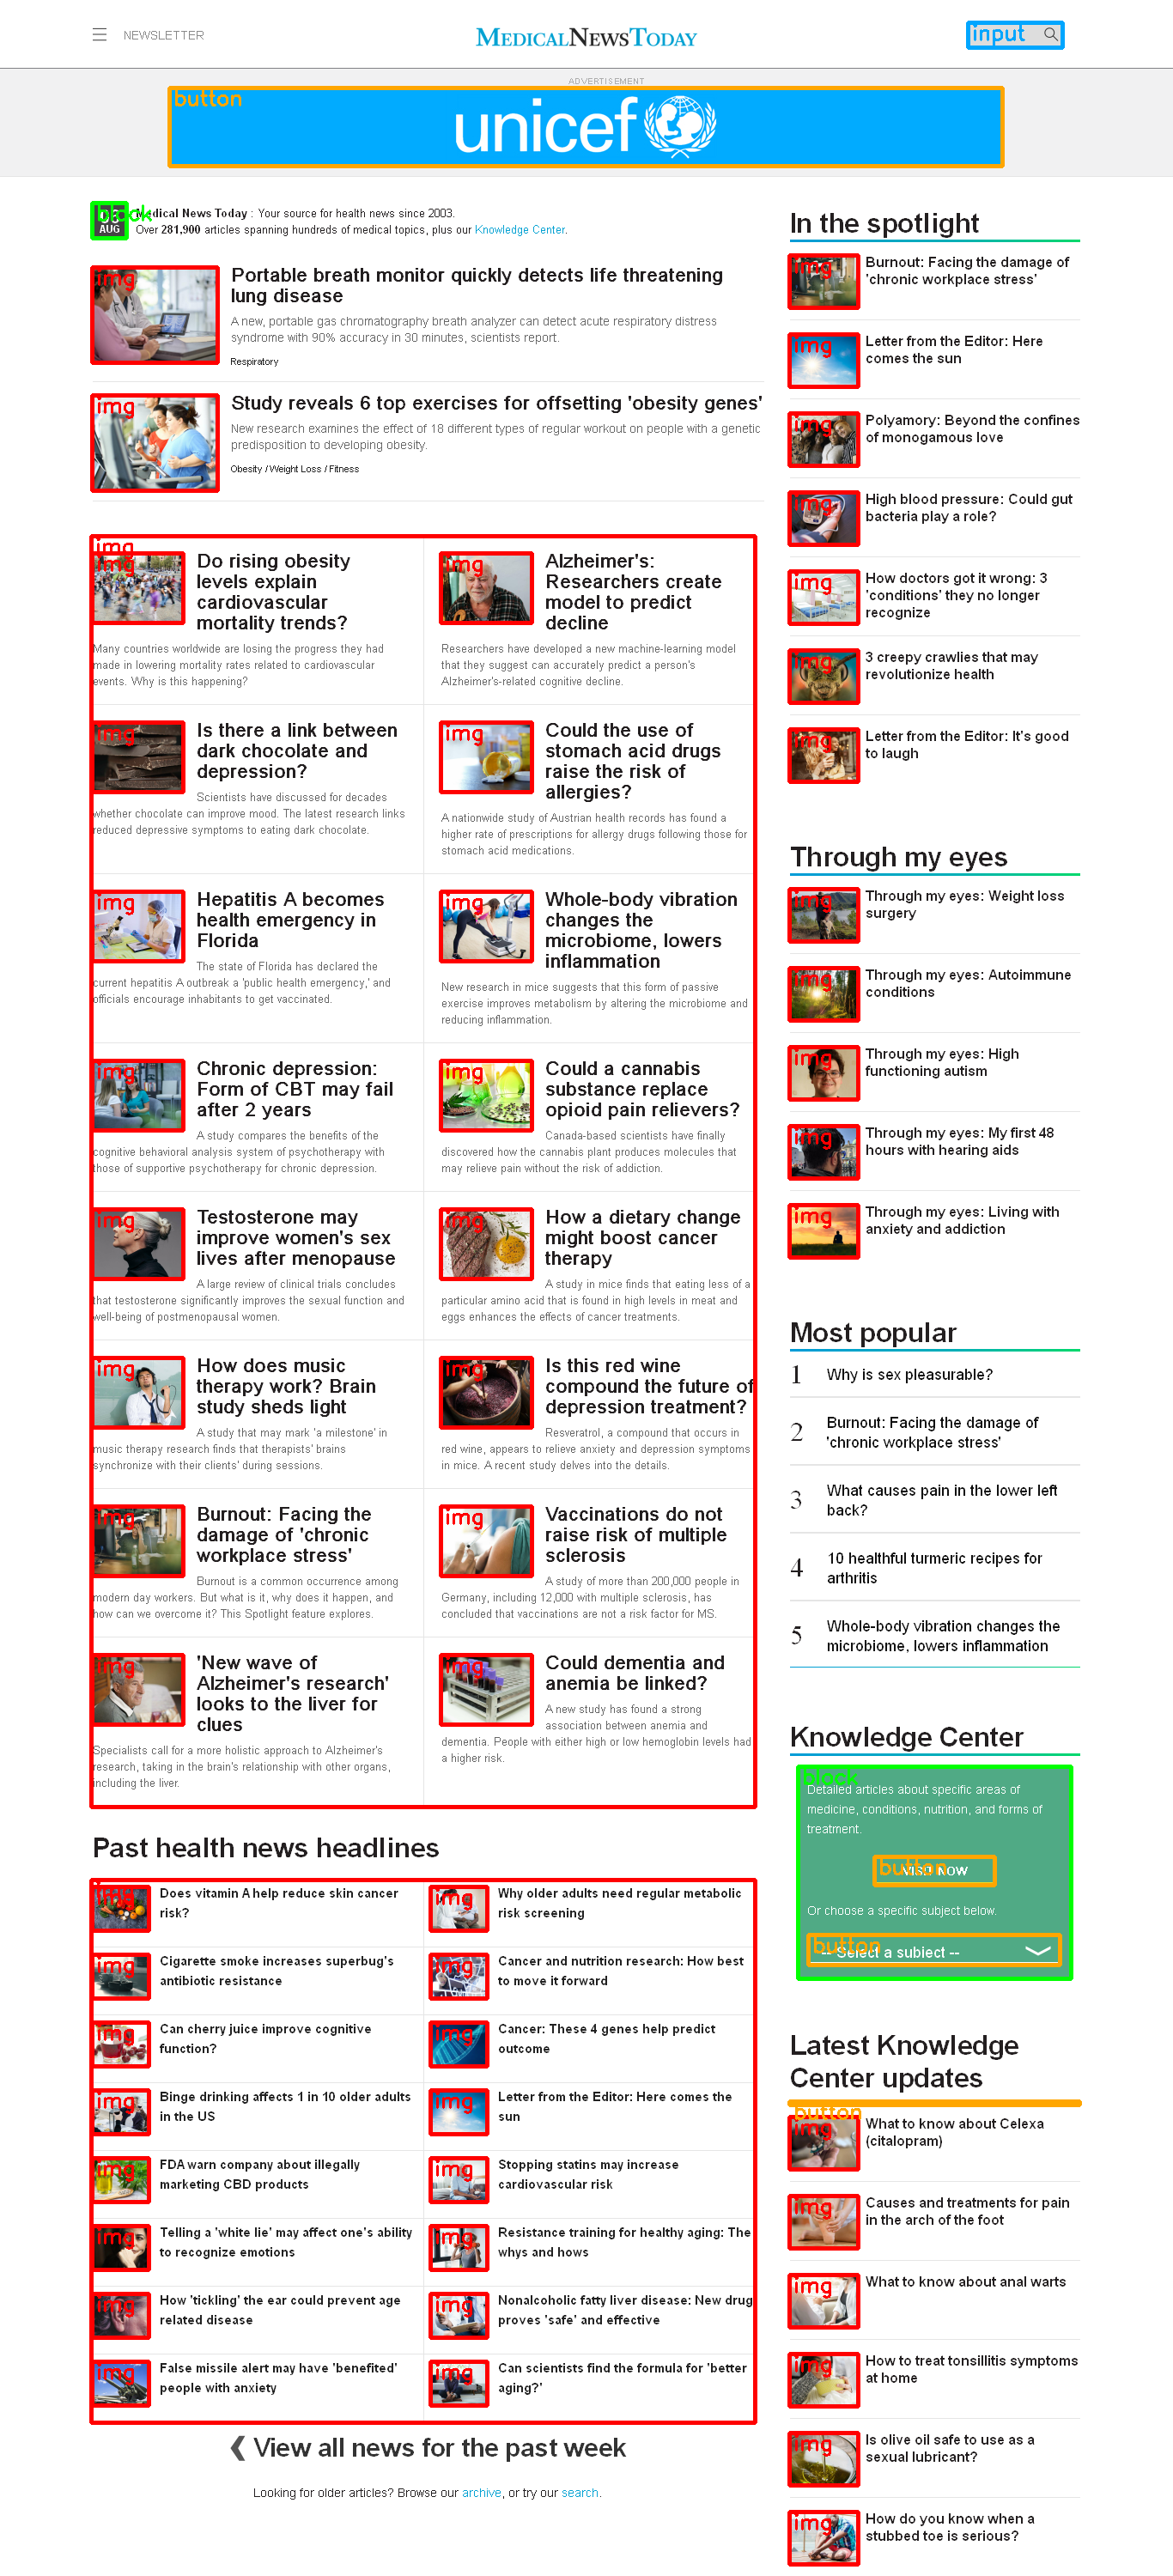 NEWSLETTER
MEDICALNEWSTODAY
input
ADVERTISEMENT
button
unicef
block
AUG
Medical News Today : Your source for health news since 2003.
Over 281,900 articles spanning hundreds of medical topics, plus our Knowledge Center.
img
Portable breath monitor quickly detects life threatening
lung disease
A new, portable gas chromatography breath analyzer can detect acute respiratory distress
syndrome with 90% accuracy in 30 minutes, scientists report.
Respiratory
img
Study reveals 6 top exercises for offsetting 'obesity genes'
New research examines the effect of 18 different types of regular workout on people with a genetic
predisposition to developing obesity.
Obesity / Weight Loss / Fitness
img
img
Do rising obesity
levels explain
cardiovascular
mortality trends?
Many countries worldwide are losing the progress they had
made in lowering mortality rates related to cardiovascular
events. Why is this happening?
img
Alzheimer's:
Researchers create
model to predict
decline
Researchers have developed a new machine-learning model
that they suggest can accurately predict a person's
Alzheimer's-related cognitive decline.
img
Is there a link between
dark chocolate and
depression?
Scientists have discussed for decades
whether chocolate can improve mood. The latest research links
reduced depressive symptoms to eating dark chocolate.
img
Could the use of
stomach acid drugs
raise the risk of
allergies?
A nationwide study of Austrian health records has found a
higher rate of prescriptions for allergy drugs following those for
stomach acid medications.
img
Hepatitis A becomes
health emergency in
Florida
The state of Florida has declared the
current hepatitis A outbreak a 'public health emergency,' and
officials encourage inhabitants to get vaccinated.
img
Whole-body vibration
changes the
microbiome, lowers
inflammation
New research in mice suggests that this form of passive
exercise improves metabolism by altering the microbiome and
reducing inflammation.
img
Chronic depression:
Form of CBT may fail
after 2 years
A study compares the benefits of the
cognitive behavioral analysis system of psychotherapy with
those of supportive psychotherapy for chronic depression.
img
Could a cannabis
substance replace
opioid pain relievers?
Canada-based scientists have finally
discovered how the cannabis plant produces molecules that
may relieve pain without the risk of addiction.
img
Testosterone may
improve women's sex
lives after menopause
A large review of clinical trials concludes
that testosterone significantly improves the sexual function and
well-being of postmenopausal women.
img
How a dietary change
might boost cancer
therapy
A study in mice finds that eating less of a
particular amino acid that is found in high levels in meat and
eggs enhances the effects of cancer treatments.
img
How does music
therapy work? Brain
study sheds light
A study that may mark 'a milestone' in
music therapy research finds that therapists' brains
synchronize with their clients' during sessions.
img
Is this red wine
compound the future of
depression treatment?
Resveratrol, a compound that occurs in
red wine, appears to relieve anxiety and depression symptoms
in mice. A recent study delves into the details.
img
Burnout: Facing the
damage of 'chronic
workplace stress'
Burnout is a common occurrence among
modern day workers. But what is it, why does it happen, and
how can we overcome it? This Spotlight feature explores.
img
Vaccinations do not
raise risk of multiple
sclerosis
A study of more than 200,000 people in
Germany, including 12,000 with multiple sclerosis, has
concluded that vaccinations are not a risk factor for MS.
img
'New wave of
Alzheimer's research'
looks to the liver for
clues
Specialists call for a more holistic approach to Alzheimer's
research, taking in the brain's relationship with other organs,
including the liver.
img
Could dementia and
anemia be linked?
A new study has found a strong
association between anemia and
dementia. People with either high or low hemoglobin levels had
a higher risk.
Past health news headlines
img
Does vitamin A help reduce skin cancer
risk?
img
Why older adults need regular metabolic
risk screening
img
Cigarette smoke increases superbug's
antibiotic resistance
img
Cancer and nutrition research: How best
to move it forward
img
Can cherry juice improve cognitive
function?
img
Cancer: These 4 genes help predict
outcome
img
Binge drinking affects 1 in 10 older adults
in the US
img
Letter from the Editor: Here comes the
sun
img
FDA warn company about illegally
marketing CBD products
img
Stopping statins may increase
cardiovascular risk
img
Telling a 'white lie' may affect one's ability
to recognize emotions
img
Resistance training for healthy aging: The
whys and hows
img
How 'tickling' the ear could prevent age
related disease
img
Nonalcoholic fatty liver disease: New drug
proves 'safe' and effective
img
False missile alert may have 'benefited'
people with anxiety
img
Can scientists find the formula for 'better
aging?'
❮ View all news for the past week
Looking for older articles? Browse our archive, or try our search.
In the spotlight
img
Burnout: Facing the damage of
'chronic workplace stress'
img
Letter from the Editor: Here
comes the sun
img
Polyamory: Beyond the confines
of monogamous love
img
High blood pressure: Could gut
bacteria play a role?
img
How doctors got it wrong: 3
'conditions' they no longer
recognize
img
3 creepy crawlies that may
revolutionize health
img
Letter from the Editor: It's good
to laugh
Through my eyes
img
Through my eyes: Weight loss
surgery
img
Through my eyes: Autoimmune
conditions
img
Through my eyes: High
functioning autism
img
Through my eyes: My first 48
hours with hearing aids
img
Through my eyes: Living with
anxiety and addiction
Most popular
1 Why is sex pleasurable?
2 Burnout: Facing the damage of
'chronic workplace stress'
3 What causes pain in the lower left
back?
4 10 healthful turmeric recipes for
arthritis
5 Whole-body vibration changes the
microbiome, lowers inflammation
Knowledge Center
block
Detailed articles about specific areas of
medicine, conditions, nutrition, and forms of
treatment.
button
VISIT NOW
Or choose a specific subject below.
button
-- Select a subject --
Latest Knowledge
Center updates
button
img
What to know about Celexa
(citalopram)
img
Causes and treatments for pain
in the arch of the foot
img
What to know about anal warts
img
How to treat tonsillitis symptoms
at home
img
Is olive oil safe to use as a
sexual lubricant?
img
How do you know when a
stubbed toe is serious?